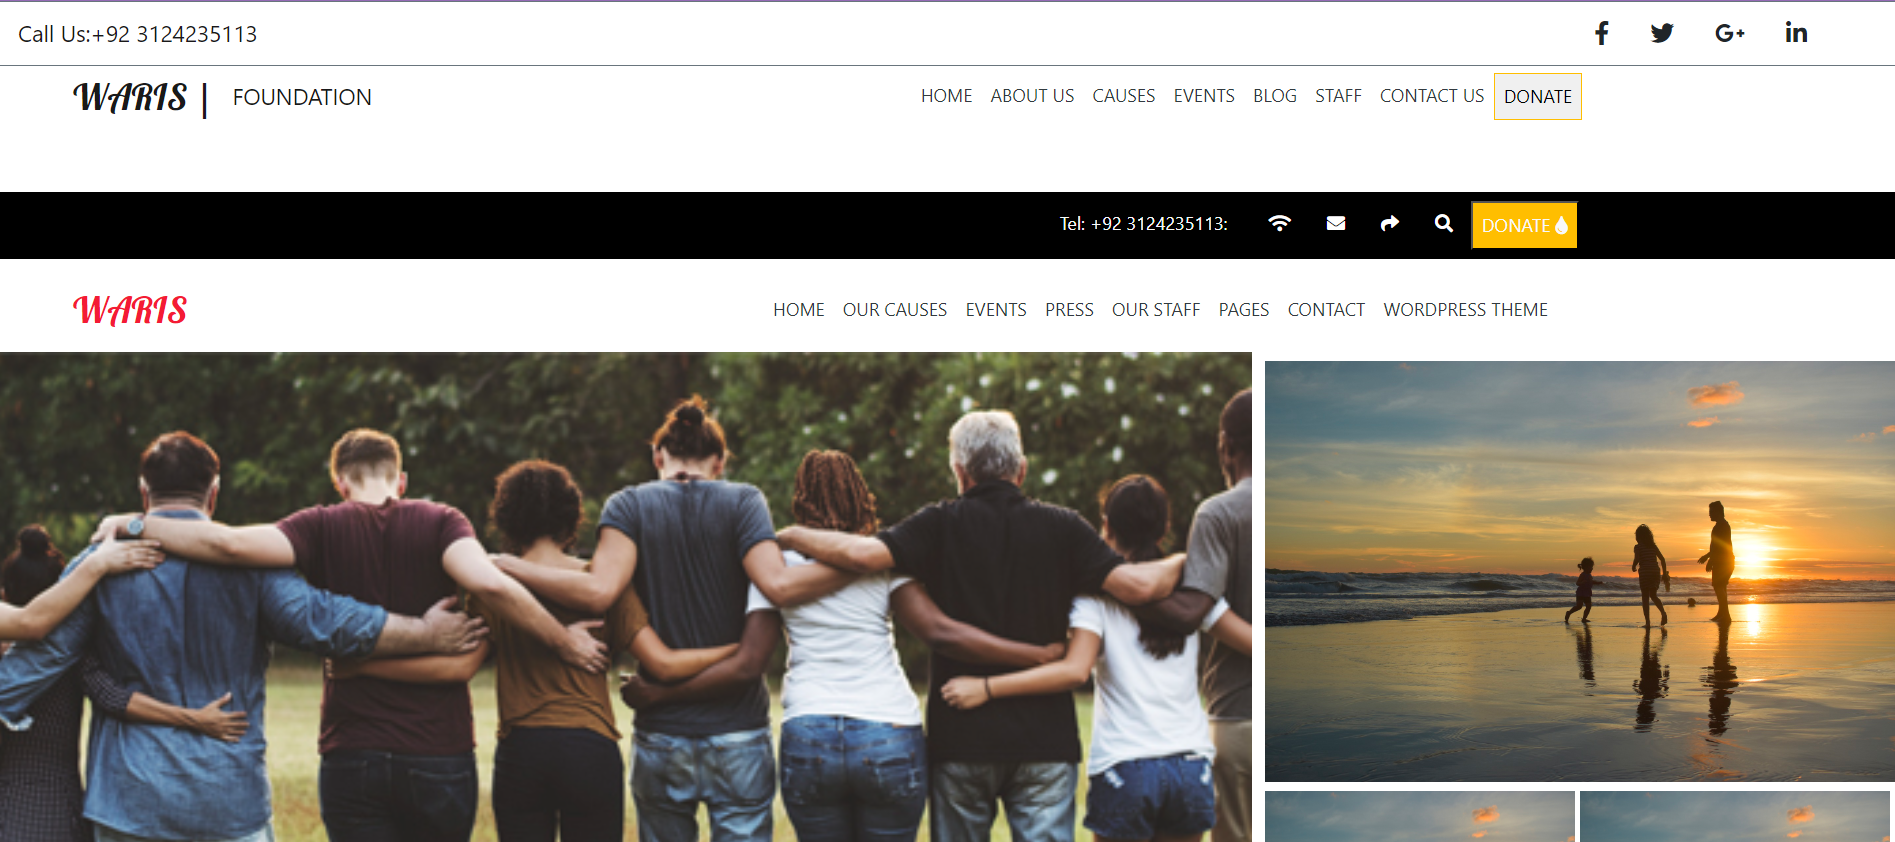 Call Us:+92 3124235113
WARIS | FOUNDATION
HOME ABOUT US CAUSES EVENTS BLOG STAFF CONTACT US DONATE
Tel: +92 3124235113: DONATE
WARIS
HOME OUR CAUSES EVENTS PRESS OUR STAFF PAGES CONTACT WORDPRESS THEME